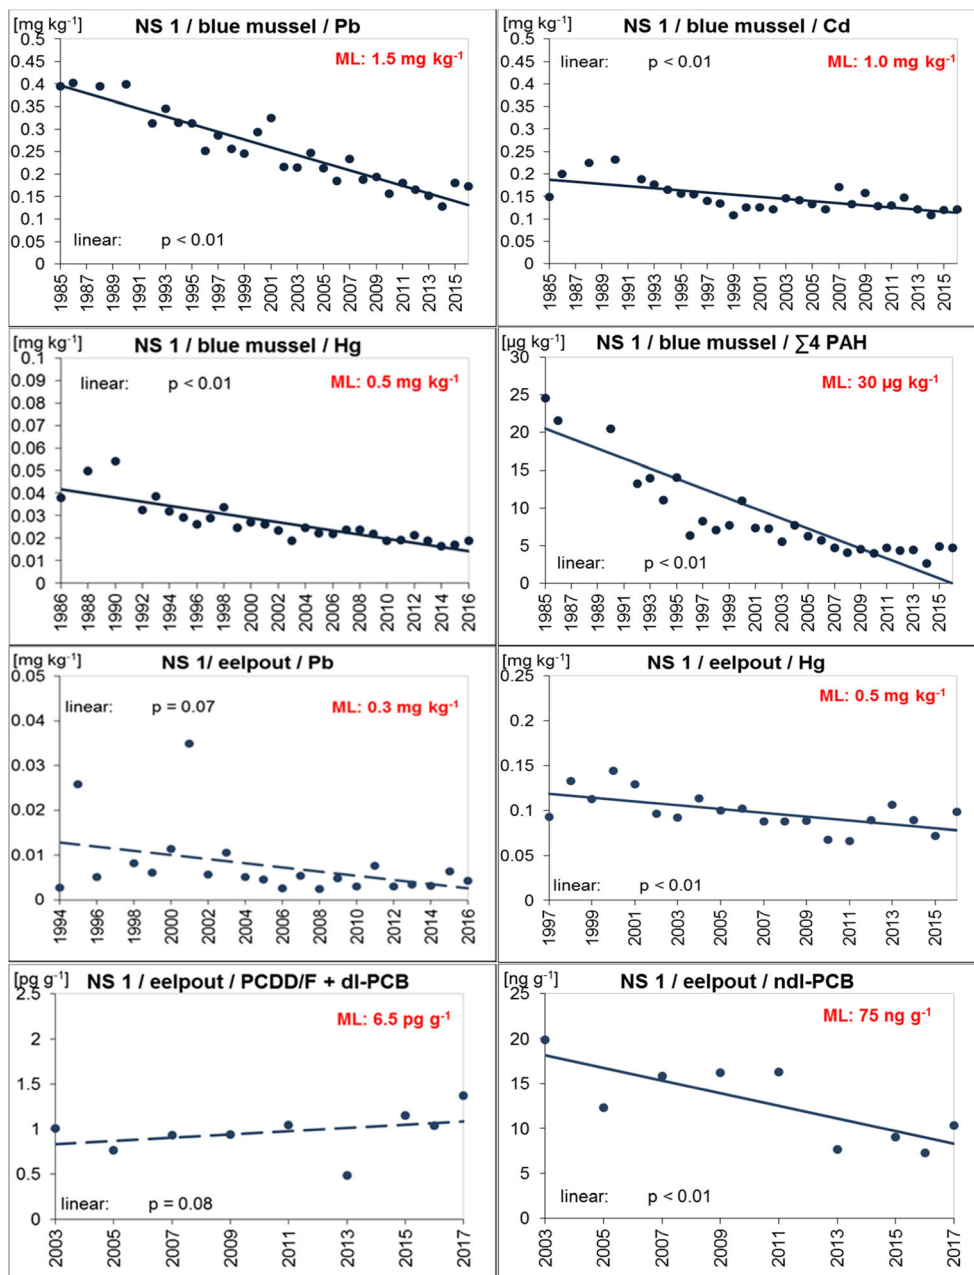 [mg kg⁻¹] NS 1 / blue mussel / Pb
ML: 1.5 mg kg⁻¹
0.5
0.45
0.4
0.35
0.3
0.25
0.2
0.15
0.1
0.05
0
linear: p < 0.01
1985 1987 1989 1991 1993 1995 1997 1999 2001 2003 2005 2007 2009 2011 2013 2015
[mg kg⁻¹] NS 1 / blue mussel / Cd
linear: p < 0.01
ML: 1.0 mg kg⁻¹
0.5
0.45
0.4
0.35
0.3
0.25
0.2
0.15
0.1
0.05
0
1985 1987 1989 1991 1993 1995 1997 1999 2001 2003 2005 2007 2009 2011 2013 2015
[mg kg⁻¹] NS 1 / blue mussel / Hg
linear: p < 0.01
ML: 0.5 mg kg⁻¹
0.1
0.09
0.08
0.07
0.06
0.05
0.04
0.03
0.02
0.01
0
1986 1988 1990 1992 1994 1996 1998 2000 2002 2004 2006 2008 2010 2012 2014 2016
[µg kg⁻¹] NS 1 / blue mussel / ∑4 PAH
ML: 30 µg kg⁻¹
30
25
20
15
10
5
0
linear: p < 0.01
1985 1987 1989 1991 1993 1995 1997 1999 2001 2003 2005 2007 2009 2011 2013 2015
[mg kg⁻¹] NS 1/ eelpout / Pb
linear: p = 0.07
ML: 0.3 mg kg⁻¹
0.05
0.04
0.03
0.02
0.01
0
1994 1996 1998 2000 2002 2004 2006 2008 2010 2012 2014 2016
[mg kg⁻¹] NS 1 / eelpout / Hg
ML: 0.5 mg kg⁻¹
0.25
0.2
0.15
0.1
0.05
0
linear: p < 0.01
1997 1999 2001 2003 2005 2007 2009 2011 2013 2015
[pg g⁻¹] NS 1 / eelpout / PCDD/F + dl-PCB
ML: 6.5 pg g⁻¹
2.5
2
1.5
1
0.5
0
linear: p = 0.08
2003 2005 2007 2009 2011 2013 2015 2017
[ng g⁻¹] NS 1 / eelpout / ndl-PCB
ML: 75 ng g⁻¹
25
20
15
10
5
0
linear: p < 0.01
2003 2005 2007 2009 2011 2013 2015 2017